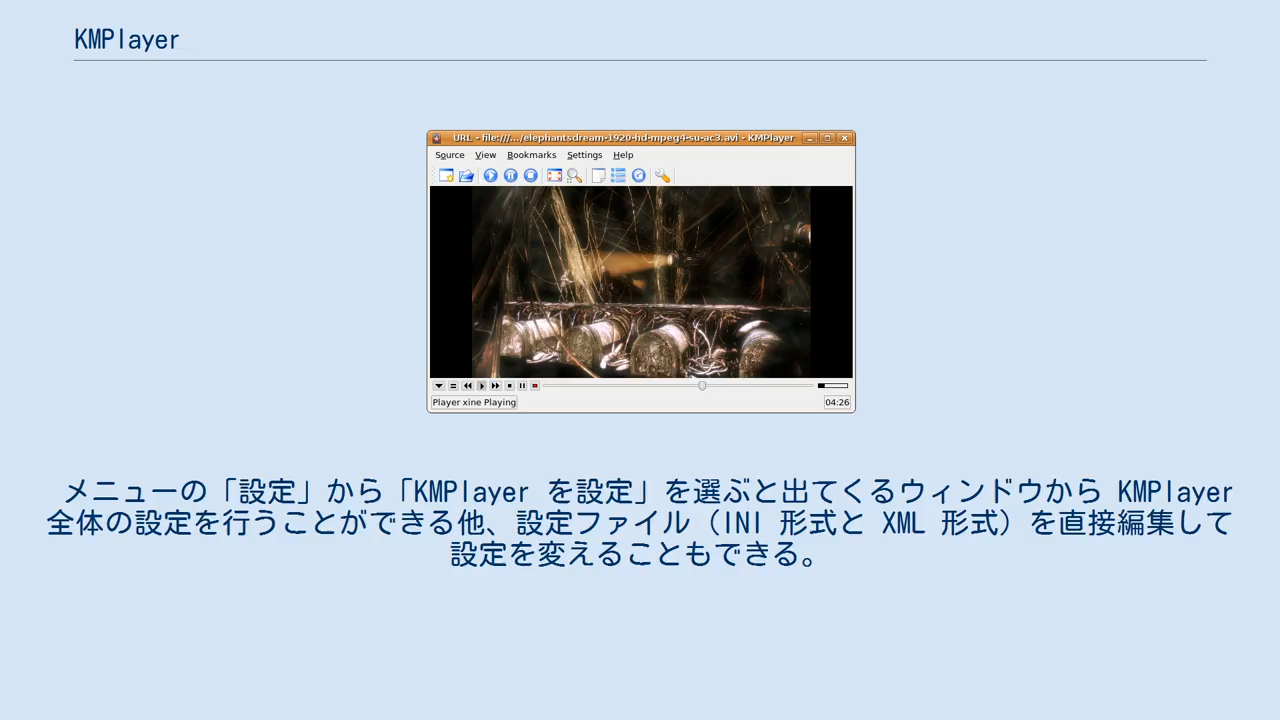 KMPlayer
URL - file:///.../elephantsdream-1920-hd-mpeg4-su-ac3.avi - KMPlayer
Source View Bookmarks Settings Help
Player xine Playing 04:26
メニューの「設定」から「KMPlayer を設定」を選ぶと出てくるウィンドウから KMPlayer
全体の設定を行うことができる他、設定ファイル（INI 形式と XML 形式）を直接編集して
設定を変えることもできる。